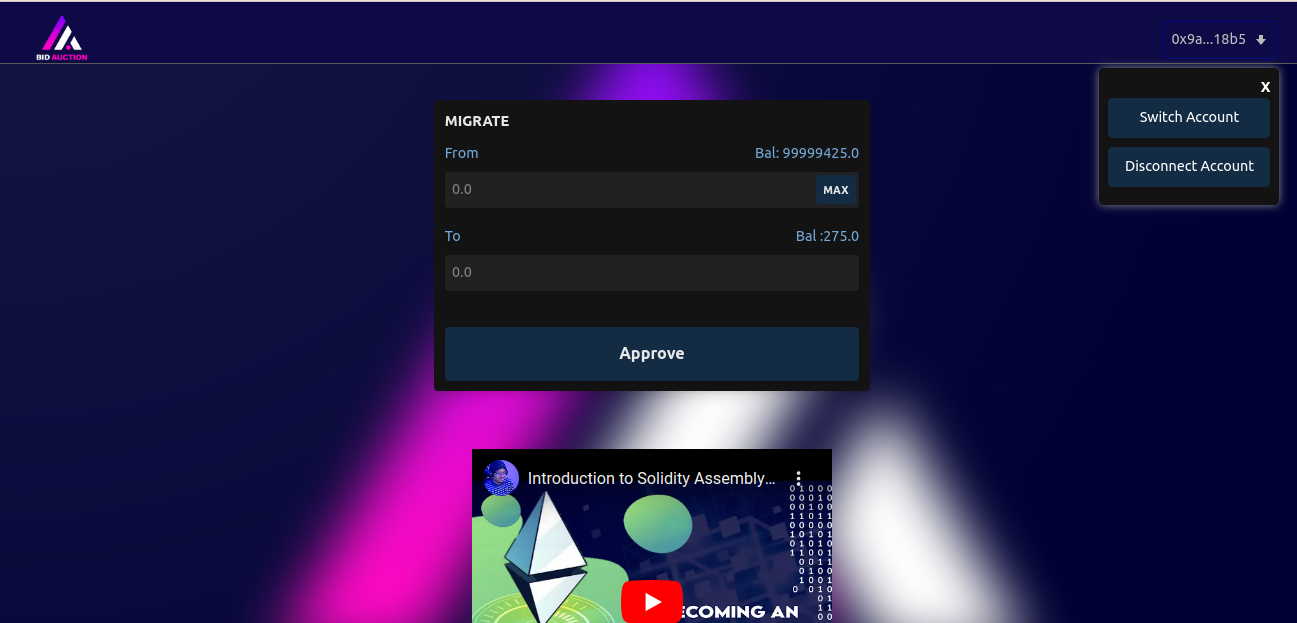 BID AUCTION
0x9a...18b5
X
Switch Account
Disconnect Account
MIGRATE
From
Bal: 99999425.0
0.0
MAX
To
Bal :275.0
0.0
Approve
Introduction to Solidity Assembly...
ECOMING AN